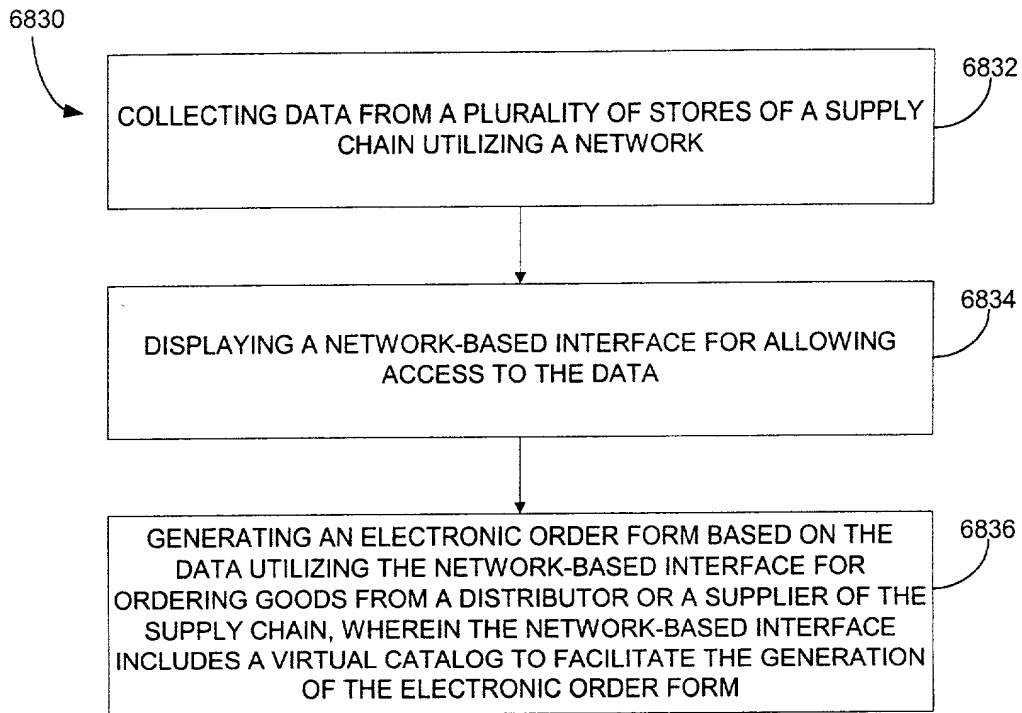 6830
6832
COLLECTING DATA FROM A PLURALITY OF STORES OF A SUPPLY
CHAIN UTILIZING A NETWORK
6834
DISPLAYING A NETWORK-BASED INTERFACE FOR ALLOWING
ACCESS TO THE DATA
6836
GENERATING AN ELECTRONIC ORDER FORM BASED ON THE
DATA UTILIZING THE NETWORK-BASED INTERFACE FOR
ORDERING GOODS FROM A DISTRIBUTOR OR A SUPPLIER OF THE
SUPPLY CHAIN, WHEREIN THE NETWORK-BASED INTERFACE
INCLUDES A VIRTUAL CATALOG TO FACILITATE THE GENERATION
OF THE ELECTRONIC ORDER FORM